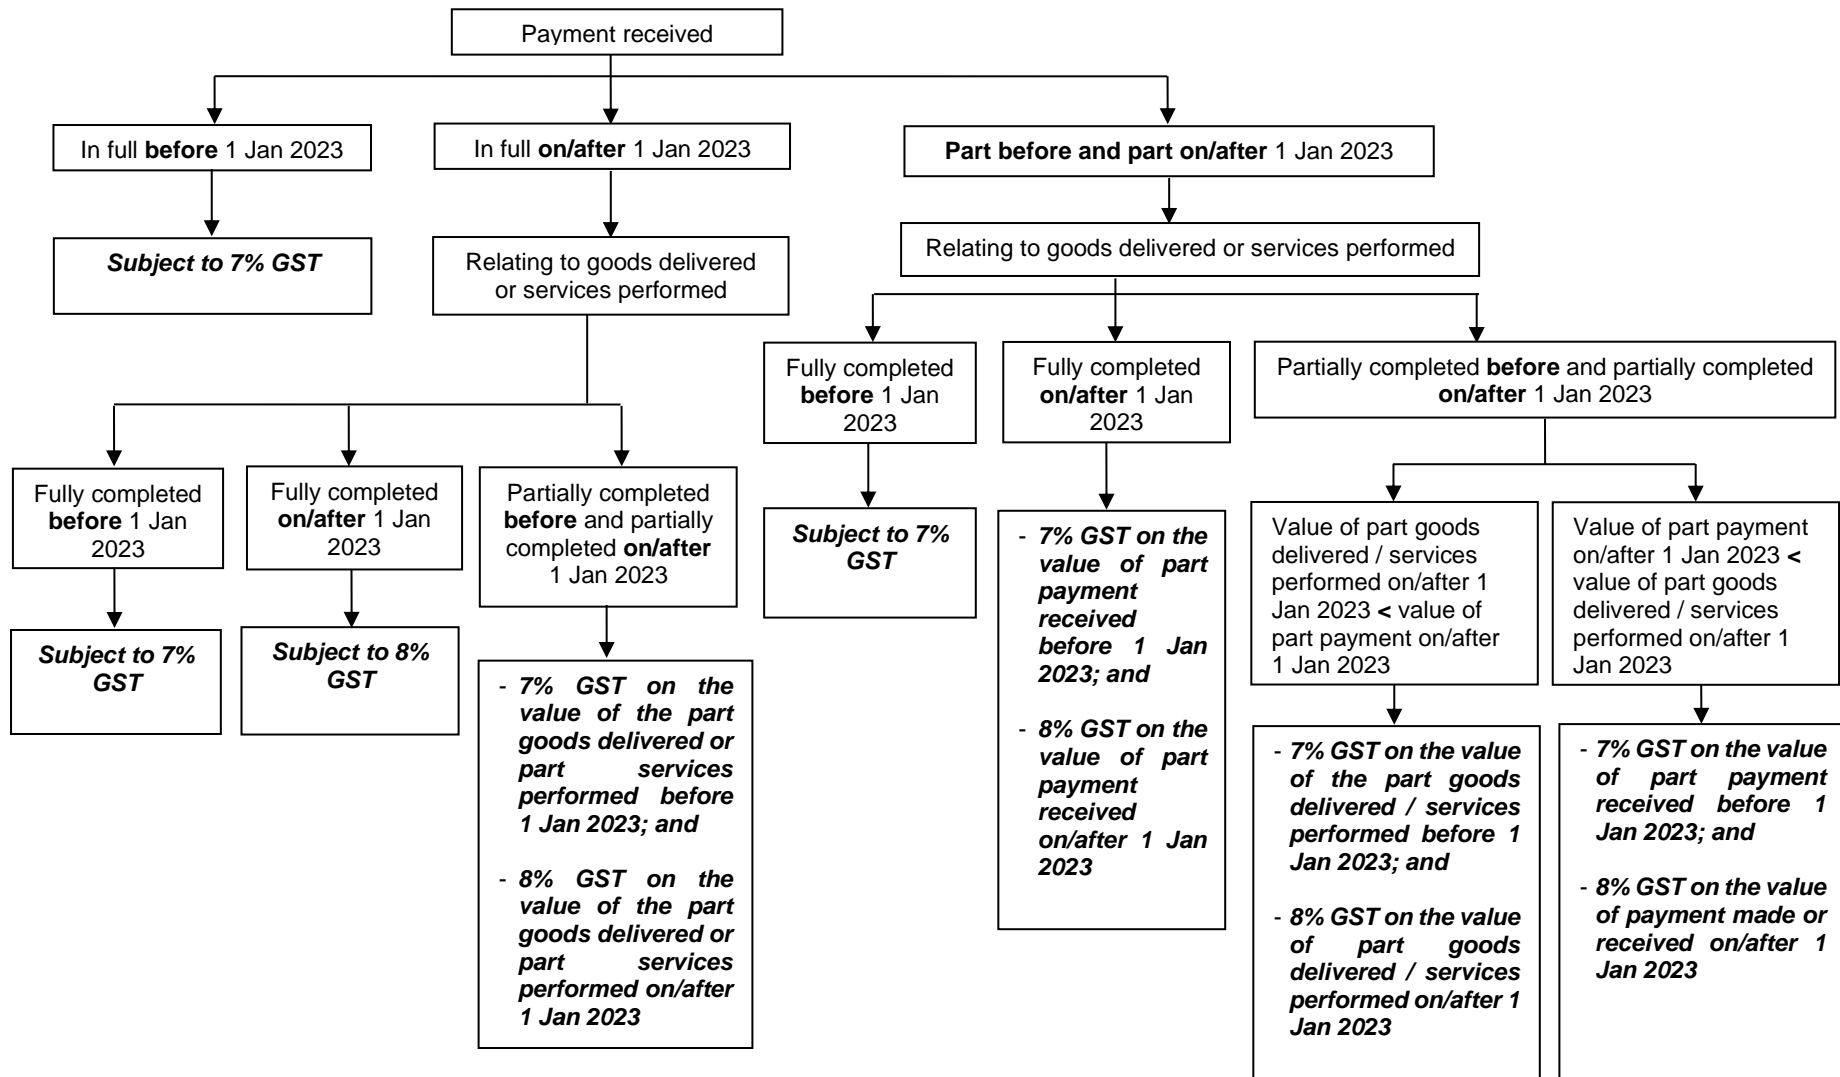 Payment received
In full before 1 Jan 2023
In full on/after 1 Jan 2023
Part before and part on/after 1 Jan 2023
Subject to 7% GST
Relating to goods delivered
or services performed
Relating to goods delivered or services performed
Fully completed
before 1 Jan
2023
Fully completed
on/after 1 Jan
2023
Partially completed before and partially completed
on/after 1 Jan 2023
Fully completed
before 1 Jan
2023
Fully completed
on/after 1 Jan
2023
Partially completed
before and partially
completed on/after
1 Jan 2023
Subject to 7%
GST
- 7% GST on the
value of part
payment
received
before 1 Jan
2023; and
- 8% GST on the
value of part
payment
received
on/after 1 Jan
2023
Value of part goods
delivered / services
performed on/after 1
Jan 2023 < value of
part payment on/after
1 Jan 2023
Value of part payment
on/after 1 Jan 2023 <
value of part goods
delivered / services
performed on/after 1
Jan 2023
Subject to 7%
GST
Subject to 8%
GST
- 7% GST on the
value of the part
goods delivered or
part services
performed before
1 Jan 2023; and
- 8% GST on the
value of the part
goods delivered or
part services
performed on/after
1 Jan 2023
- 7% GST on the value
of the part goods
delivered / services
performed before 1
Jan 2023; and
- 8% GST on the value
of part goods
delivered / services
performed on/after 1
Jan 2023
- 7% GST on the value
of part payment
received before 1
Jan 2023; and
- 8% GST on the value
of payment made or
received on/after 1
Jan 2023